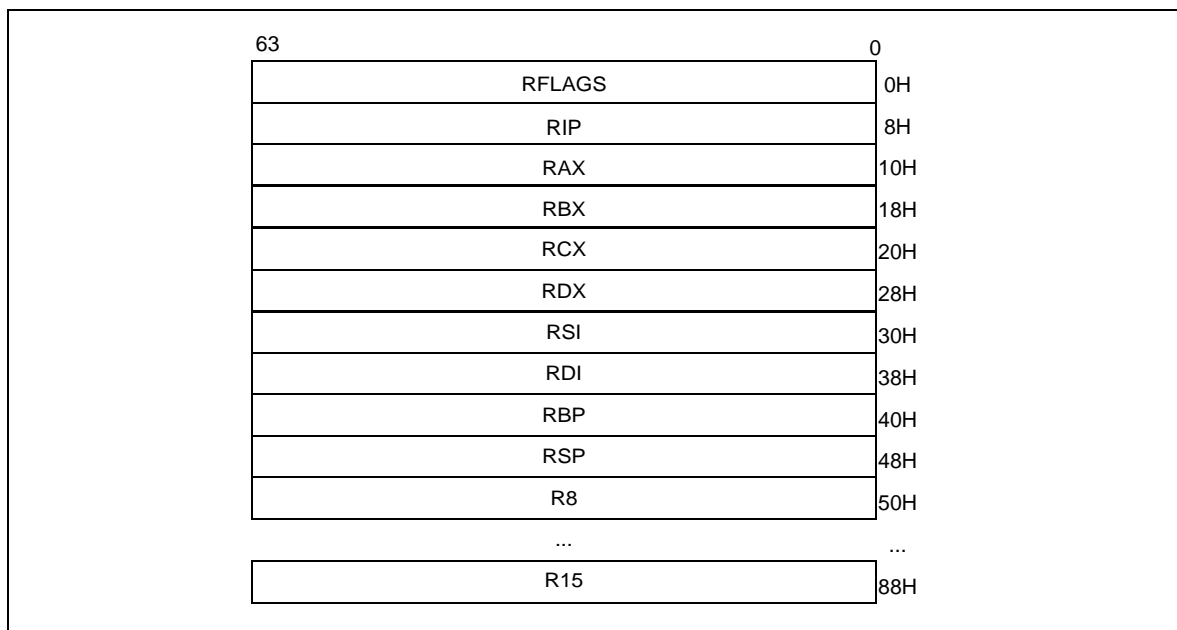 63 0
RFLAGS 0H
RIP 8H
RAX 10H
RBX 18H
RCX 20H
RDX 28H
RSI 30H
RDI 38H
RBP 40H
RSP 48H
R8 50H
... ...
R15 88H